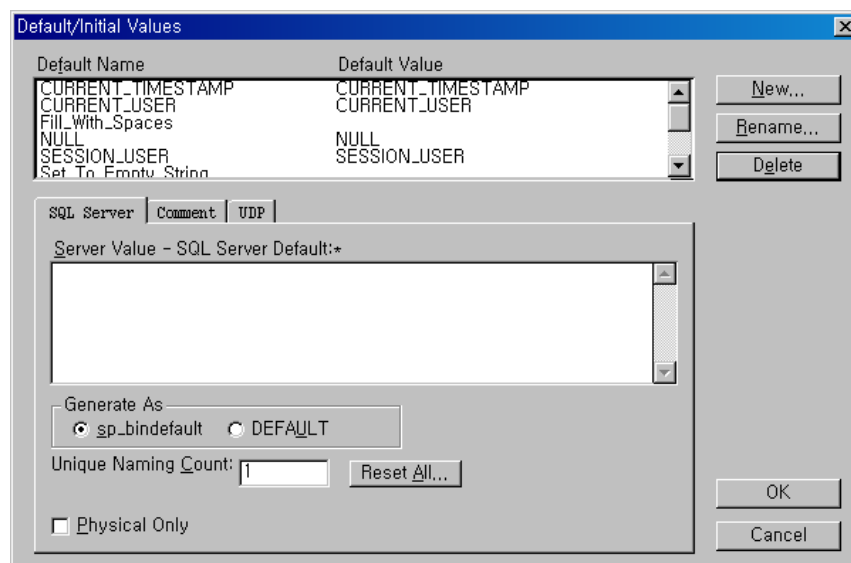 Default/Initial Values
Default Name Default Value
CURRENT_TIMESTAMP CURRENT_TIMESTAMP
CURRENT_USER CURRENT_USER
Fill_With_Spaces
NULL NULL
SESSION_USER SESSION_USER
Set_To_Empty_String
New...
Rename...
Delete
SQL Server Comment UDP
Server Value - SQL Server Default:*
Generate As
sp_bindefault DEFAULT
Unique Naming Count: 1 Reset All...
Physical Only
OK
Cancel